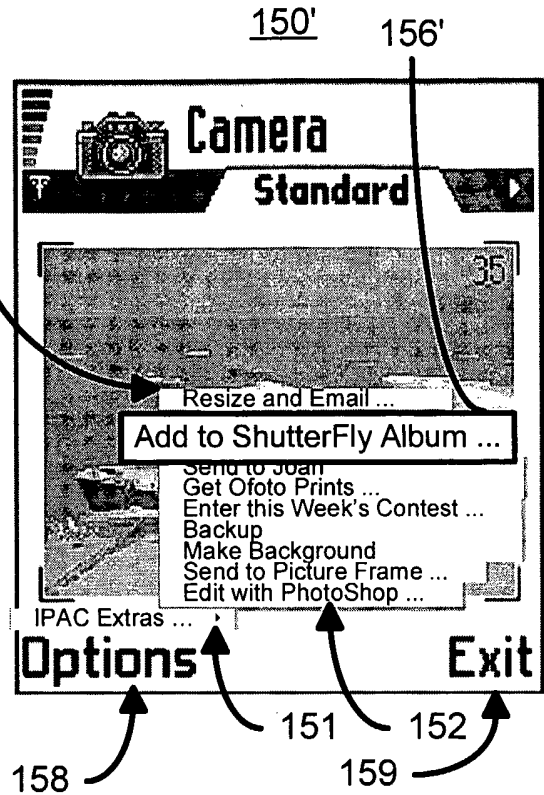 150'
156'
Camera
Standard
35
Resize and Email ...
Add to ShutterFly Album ...
Send to Joan
Get Ofoto Prints ...
Enter this Week's Contest ...
Backup
Make Background
Send to Picture Frame ...
Edit with PhotoShop ...
IPAC Extras ...
Options
Exit
151
152
158
159